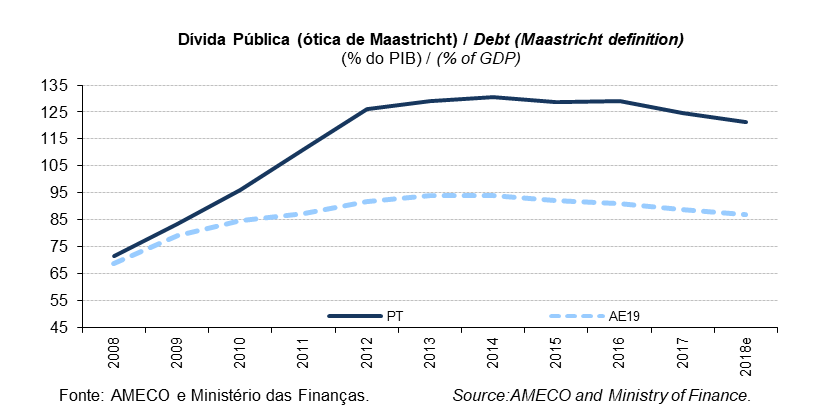 Dívida Pública (ótica de Maastricht) / Debt (Maastricht definition)
(% do PIB) / (% of GDP)
135
125
115
105
95
85
75
65
55
45
PT
AE19
2008
2009
2010
2011
2012
2013
2014
2015
2016
2017
2018e
Fonte: AMECO e Ministério das Finanças.
Source:AMECO and Ministry of Finance.